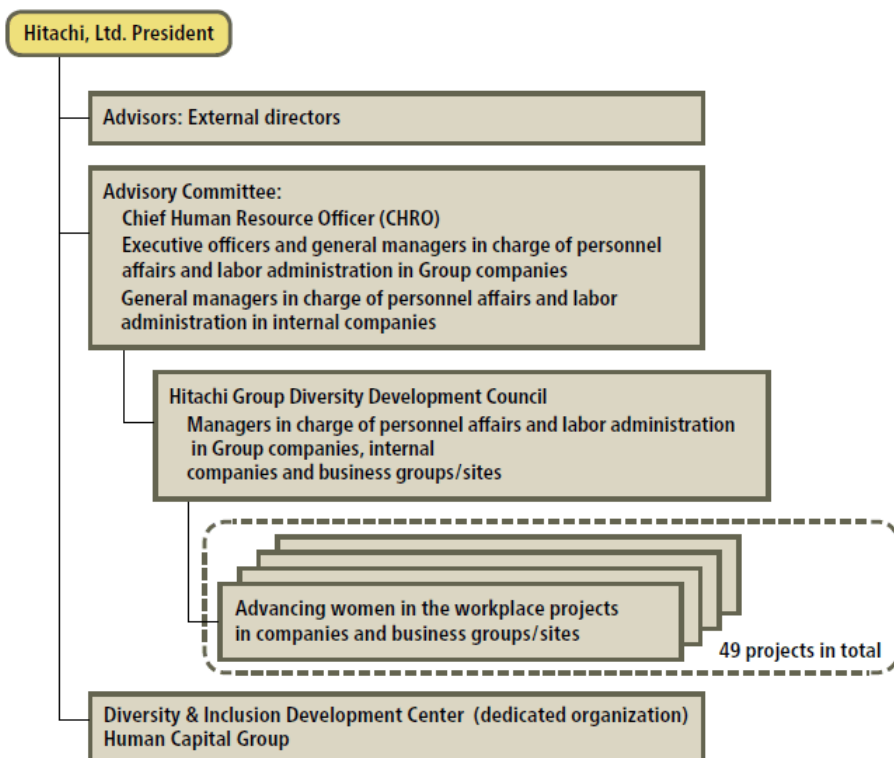 Hitachi, Ltd. President
Advisors: External directors
Advisory Committee:
Chief Human Resource Officer (CHRO)
Executive officers and general managers in charge of personnel
affairs and labor administration in Group companies
General managers in charge of personnel affairs and labor
administration in internal companies
Hitachi Group Diversity Development Council
Managers in charge of personnel affairs and labor administration
in Group companies, internal
companies and business groups/sites
Advancing women in the workplace projects
in companies and business groups/sites
49 projects in total
Diversity & Inclusion Development Center (dedicated organization)
Human Capital Group